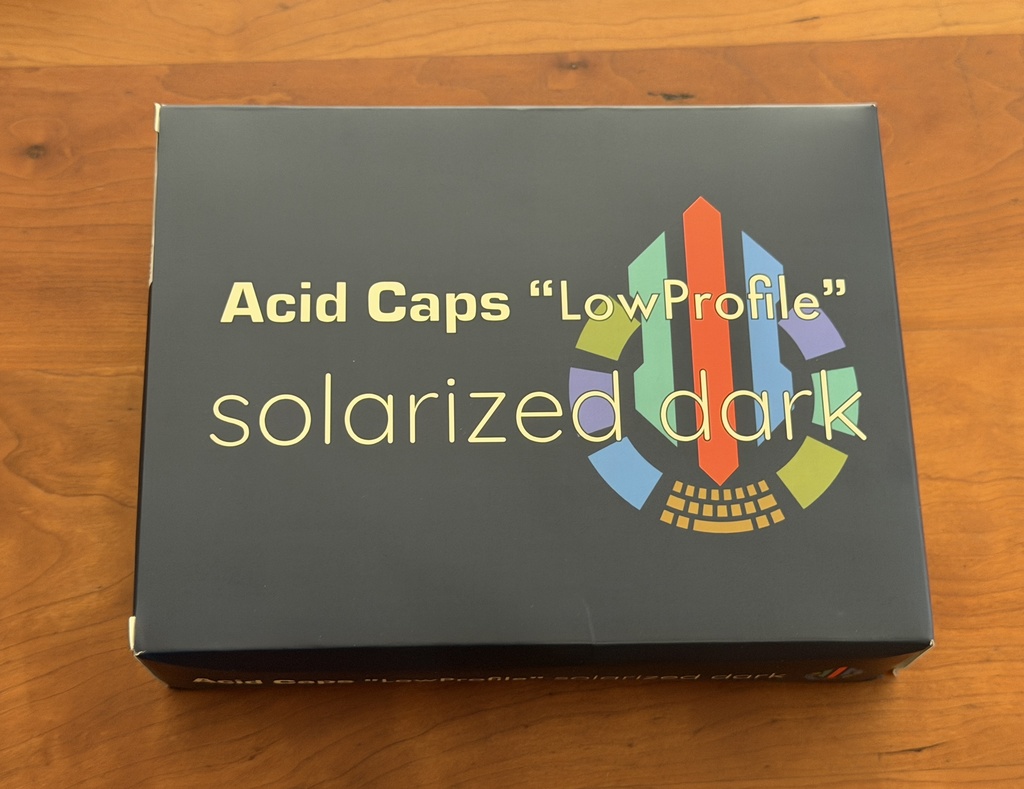 Acid Caps “LowProfile”
solarized dark
Acid Caps “LowProfile” solarized dark